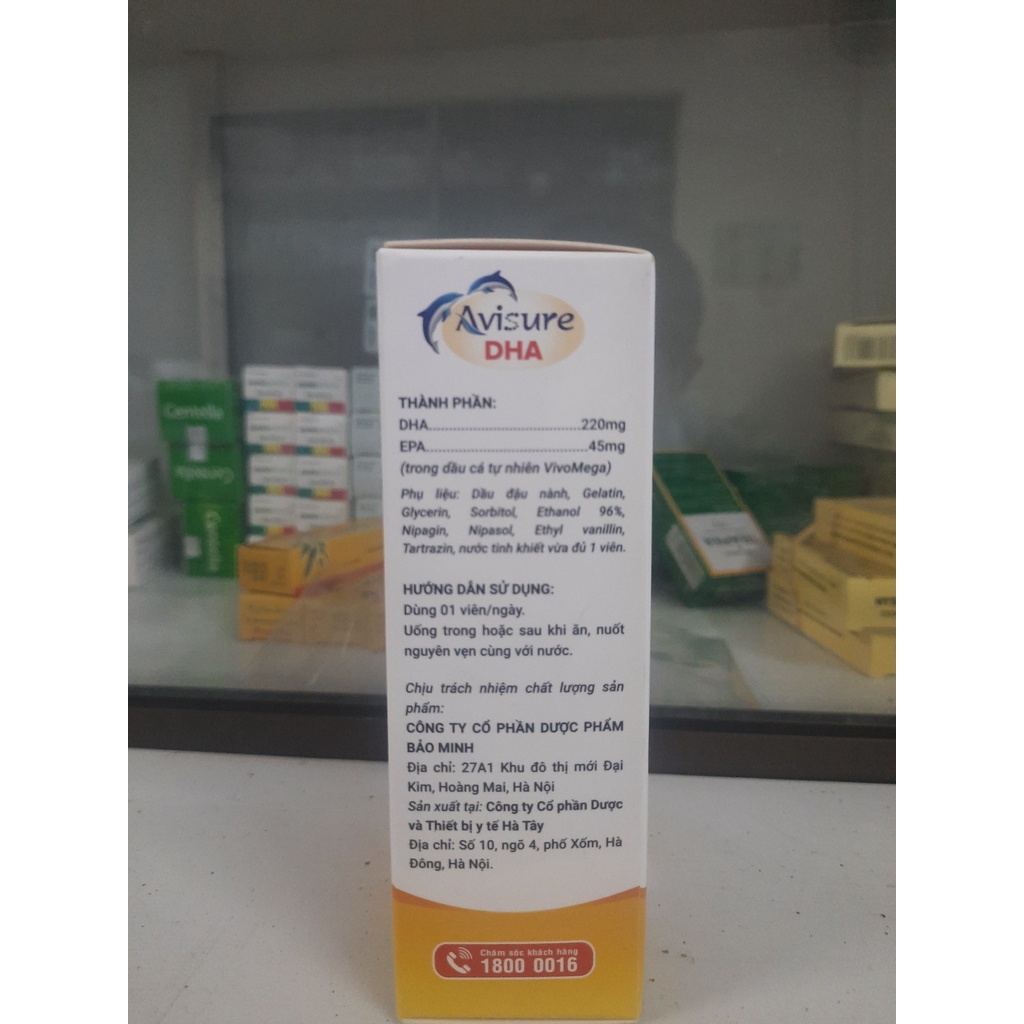 Avisure
DHA
THÀNH PHẦN:
DHA....................................220mg
EPA......................................45mg
(trong dầu cá tự nhiên VivoMega)
Phụ liệu: Dầu đậu nành, Gelatin,
Glycerin, Sorbitol, Ethanol 96%,
Nipagin, Nipasol, Ethyl vanillin,
Tartrazin, nước tinh khiết vừa đủ 1 viên.
HƯỚNG DẪN SỬ DỤNG:
Dùng 01 viên/ngày.
Uống trong hoặc sau khi ăn, nuốt
nguyên vẹn cùng với nước.
Chịu trách nhiệm chất lượng sản
phẩm:
CÔNG TY CỔ PHẦN DƯỢC PHẨM
BẢO MINH
Địa chỉ: 27A1 Khu đô thị mới Đại
Kim, Hoàng Mai, Hà Nội
Sản xuất tại: Công ty Cổ phần Dược
và Thiết bị y tế Hà Tây
Địa chỉ: Số 10, ngõ 4, phố Xốm, Hà
Đông, Hà Nội.
Chăm sóc khách hàng
1800 0016
Centella
Centella
Centella